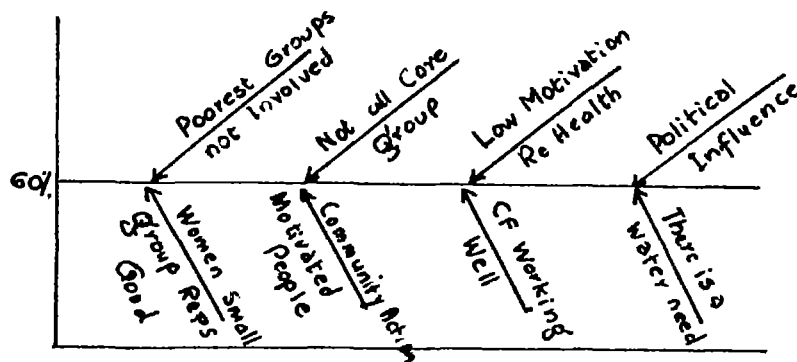 Poorest Groups
not Involved
Not all Core
Group
Low Motivation
Re Health
Political
Influence
60%
Women Small
Group Reps
Good
Community Action
Motivated
People
CF Working
Well
There is a
water need